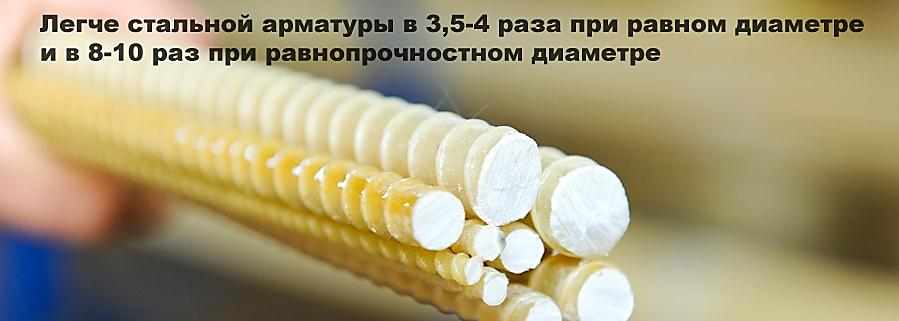 Легче стальной арматуры в 3,5-4 раза при равном диаметре
и в 8-10 раз при равнопрочностном диаметре